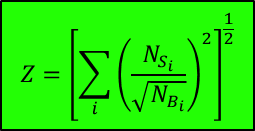 Z = [∑_i (N_{S_i} / √N_{B_i})^2]^{1/2}